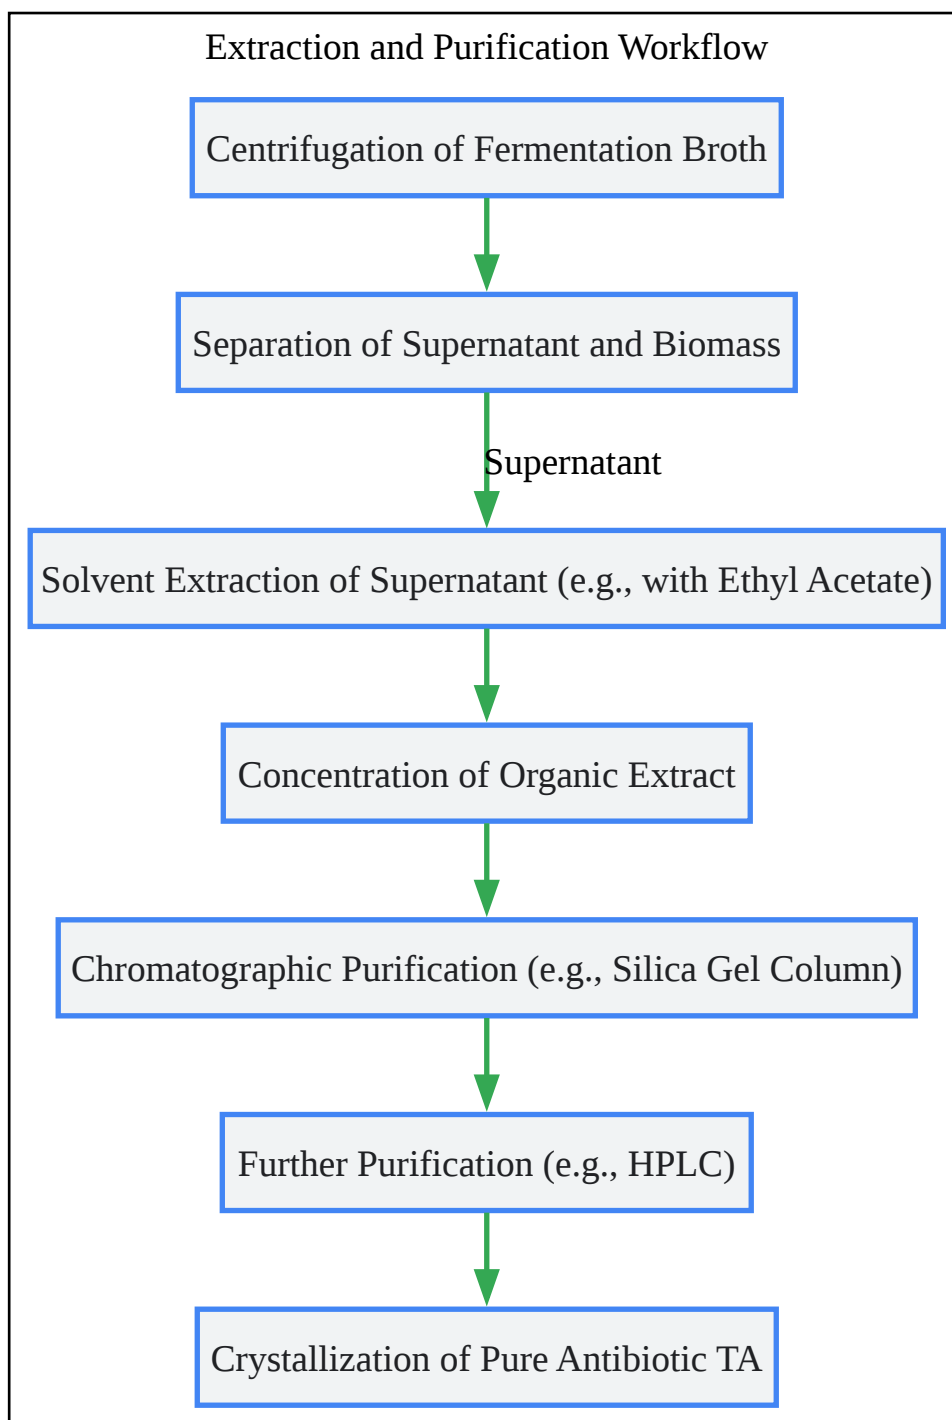 Extraction and Purification Workflow
Centrifugation of Fermentation Broth
Separation of Supernatant and Biomass
Supernatant
Solvent Extraction of Supernatant (e.g., with Ethyl Acetate)
Concentration of Organic Extract
Chromatographic Purification (e.g., Silica Gel Column)
Further Purification (e.g., HPLC)
Crystallization of Pure Antibiotic TA